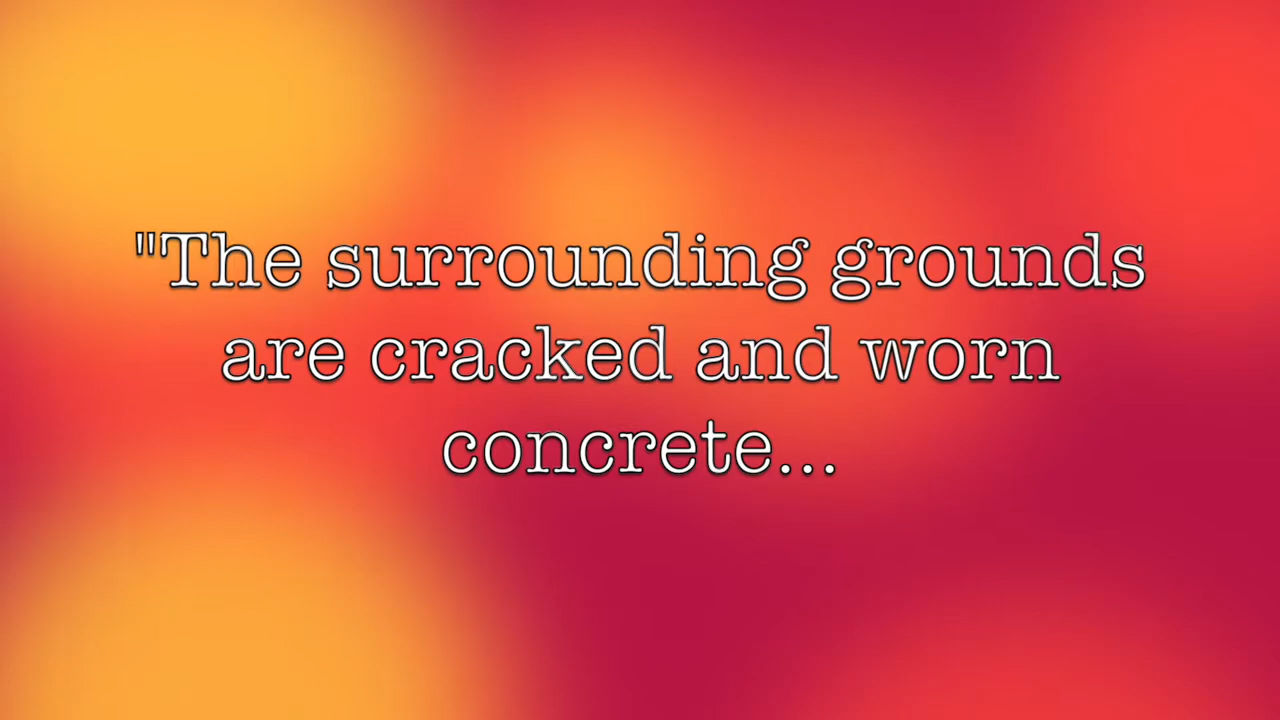 "The surrounding grounds
are cracked and worn
concrete...